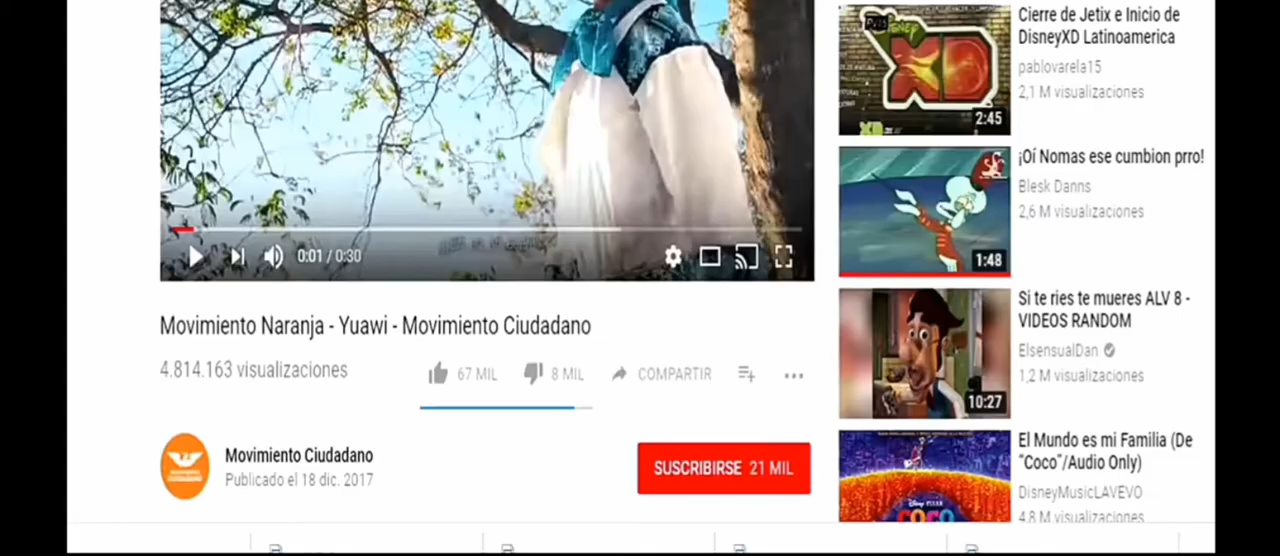 0:01 / 0:30
Movimiento Naranja - Yuawi - Movimiento Ciudadano
4.814.163 visualizaciones
67 MIL
8 MIL
COMPARTIR
Movimiento Ciudadano
Publicado el 18 dic. 2017
SUSCRIBIRSE 21 MIL
XD
2:45
Cierre de Jetix e Inicio de
DisneyXD Latinoamerica
pablovarela15
2,1 M visualizaciones
1:48
¡Oí Nomas ese cumbion prro!
Blesk Danns
2,6 M visualizaciones
10:27
Si te ries te mueres ALV 8 -
VIDEOS RANDOM
ElsensualDan
1,2 M visualizaciones
Disney PIXAR
COCO
El Mundo es mi Familia (De
"Coco"/Audio Only)
DisneyMusicLAVEVO
4,8 M visualizaciones